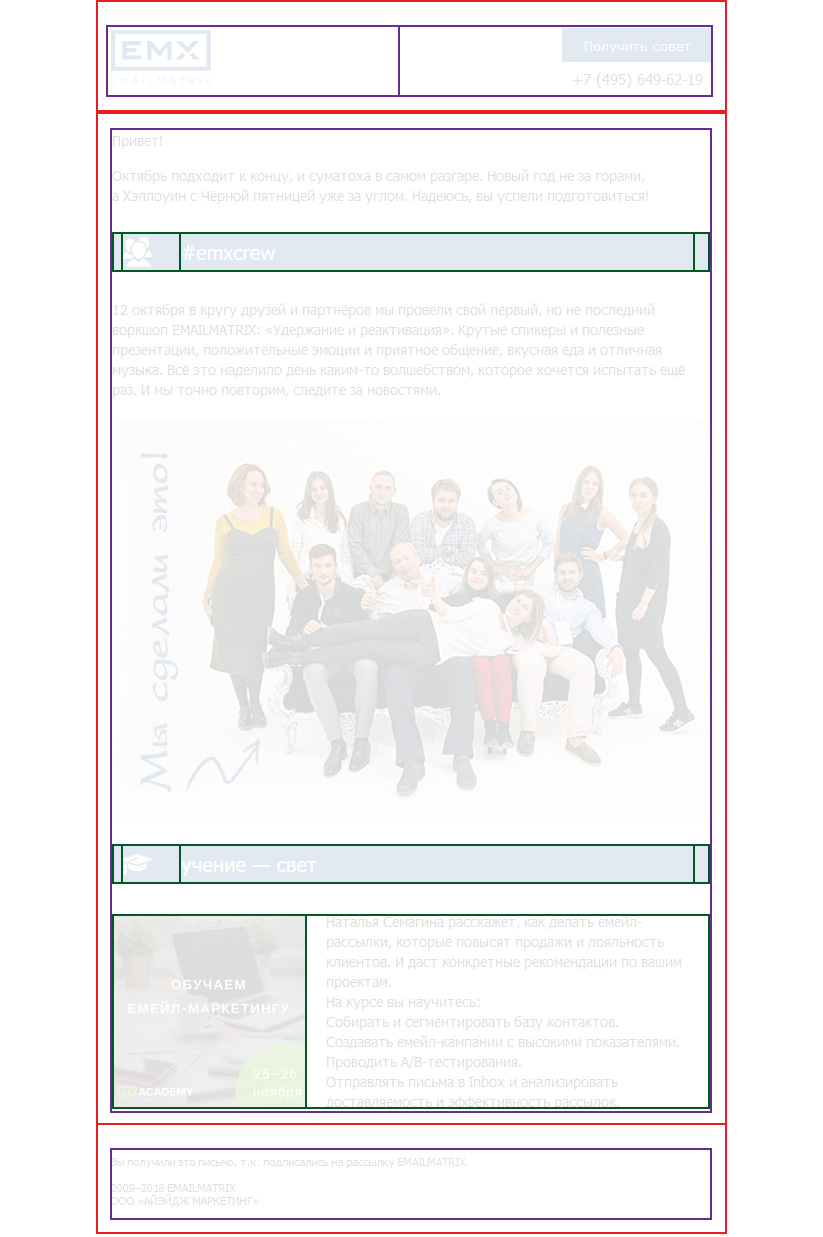 EMX
EMAILMATRIX
Получить совет
+7 (495) 649-62-19
Привет!
Октябрь подходит к концу, и суматоха в самом разгаре. Новый год не за горами,
а Хэллоуин с Чёрной пятницей уже за углом. Надеюсь, вы успели подготовиться!
#emxcrew
12 октября в кругу друзей и партнёров мы провели свой первый, но не последний
воркшоп EMAILMATRIX: «Удержание и реактивация». Крутые спикеры и полезные
презентации, положительные эмоции и приятное общение, вкусная еда и отличная
музыка. Всё это наделило день каким-то волшебством, которое хочется испытать ещё
раз. И мы точно повторим, следите за новостями.
Мы сделали это!
учение — свет
ОБУЧАЕМ
ЕМЕЙЛ-МАРКЕТИНГУ
25–26
ноября
MYACADEMY
Наталья Семагина расскажет, как делать емейл-
рассылки, которые повысят продажи и лояльность
клиентов. И даст конкретные рекомендации по вашим
проектам.
На курсе вы научитесь:
Собирать и сегментировать базу контактов.
Создавать емейл-кампании с высокими показателями.
Проводить A/B-тестирования.
Отправлять письма в Inbox и анализировать
доставляемость и эффективность рассылок.
Вы получили это письмо, т.к. подписались на рассылку EMAILMATRIX.
2009–2018 EMAILMATRIX
ООО «АЙЭЙДЖ МАРКЕТИНГ»